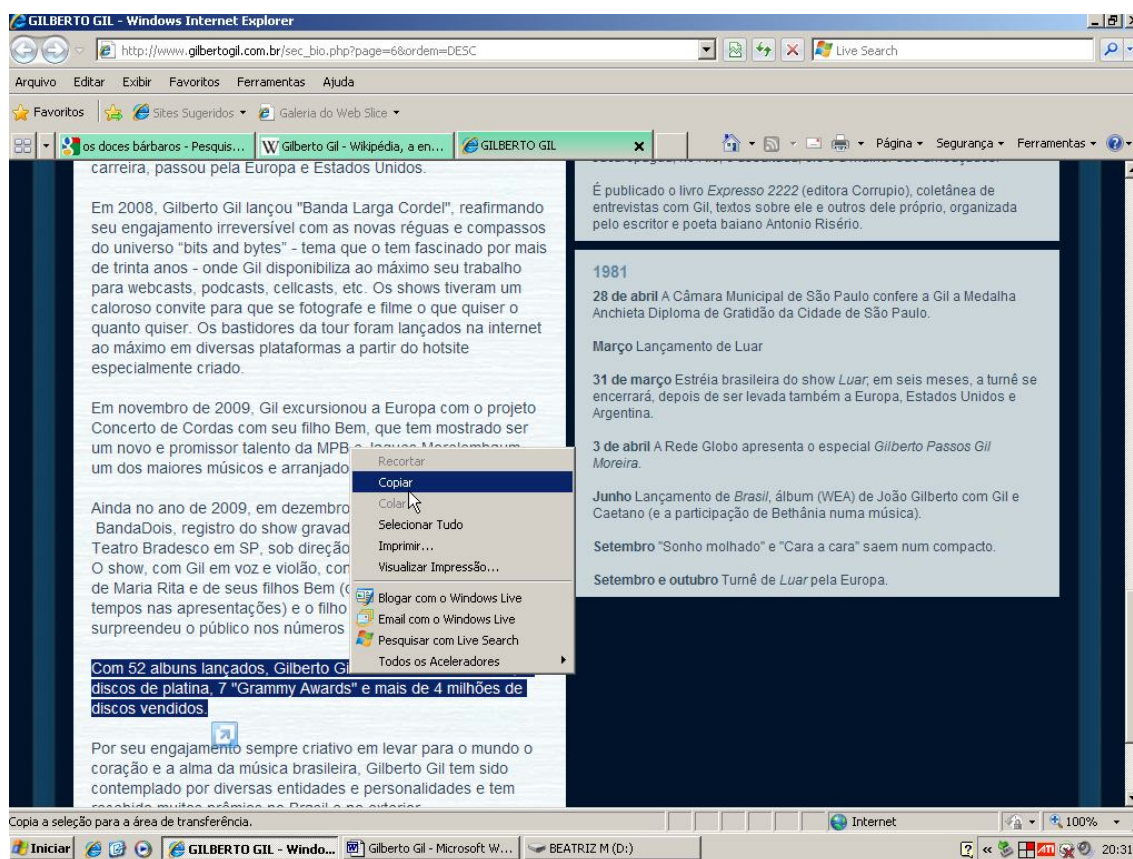 GILBERTO GIL - Windows Internet Explorer
http://www.gilbertogil.com.br/sec_bio.php?page=6&ordem=DESC
Live Search
Arquivo Editar Exibir Favoritos Ferramentas Ajuda
Favoritos Sites Sugeridos Galeria do Web Slice
os doces bárbaros - Pesquis... Gilberto Gil - Wikipédia, a en... GILBERTO GIL Página Segurança Ferramentas
carreira, passou pela Europa e Estados Unidos.
Em 2008, Gilberto Gil lançou "Banda Larga Cordel", reafirmando
seu engajamento irreversível com as novas réguas e compassos
do universo “bits and bytes” - tema que o tem fascinado por mais
de trinta anos - onde Gil disponibiliza ao máximo seu trabalho
para webcasts, podcasts, cellcasts, etc. Os shows tiveram um
caloroso convite para que se fotografe e filme o que quiser o
quanto quiser. Os bastidores da tour foram lançados na internet
ao máximo em diversas plataformas a partir do hotsite
especialmente criado.
Em novembro de 2009, Gil excursionou a Europa com o projeto
Concerto de Cordas com seu filho Bem, que tem mostrado ser
um novo e promissor talento da MPB e Jaques Morelembaum
um dos maiores músicos e arranjado
Ainda no ano de 2009, em dezembro
BandaDois, registro do show gravad
Teatro Bradesco em SP, sob direção
O show, com Gil em voz e violão, con
de Maria Rita e de seus filhos Bem (
tempos nas apresentações) e o filho
surpreendeu o público nos números
Com 52 albuns lançados, Gilberto Gi
discos de platina, 7 "Grammy Awards" e mais de 4 milhões de
discos vendidos.
Por seu engajamento sempre criativo em levar para o mundo o
coração e a alma da música brasileira, Gilberto Gil tem sido
contemplado por diversas entidades e personalidades e tem
recebido muitos prêmios no Brasil e no exterior.
Recortar
Copiar
Colar
Selecionar Tudo
Imprimir...
Visualizar Impressão...
Blogar com o Windows Live
Email com o Windows Live
Pesquisar com Live Search
Todos os Aceleradores
É publicado o livro Expresso 2222 (editora Corrupio), coletânea de
entrevistas com Gil, textos sobre ele e outros dele próprio, organizada
pelo escritor e poeta baiano Antonio Risério.
1981
28 de abril A Câmara Municipal de São Paulo confere a Gil a Medalha
Anchieta Diploma de Gratidão da Cidade de São Paulo.
Março Lançamento de Luar
31 de março Estréia brasileira do show Luar; em seis meses, a turnê se
encerrará, depois de ser levada também a Europa, Estados Unidos e
Argentina.
3 de abril A Rede Globo apresenta o especial Gilberto Passos Gil
Moreira.
Junho Lançamento de Brasil, álbum (WEA) de João Gilberto com Gil e
Caetano (e a participação de Bethânia numa música).
Setembro "Sonho molhado" e "Cara a cara" saem num compacto.
Setembro e outubro Turnê de Luar pela Europa.
Copia a seleção para a área de transferência.
Internet 100%
Iniciar GILBERTO GIL - Windo... Gilberto Gil - Microsoft W... BEATRIZ M (D:) 20:31